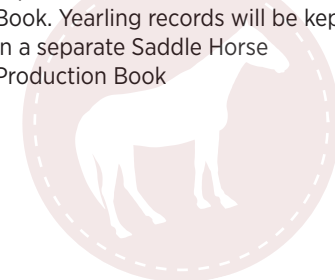 Book. Yearling records will be kep
in a separate Saddle Horse
Production Book